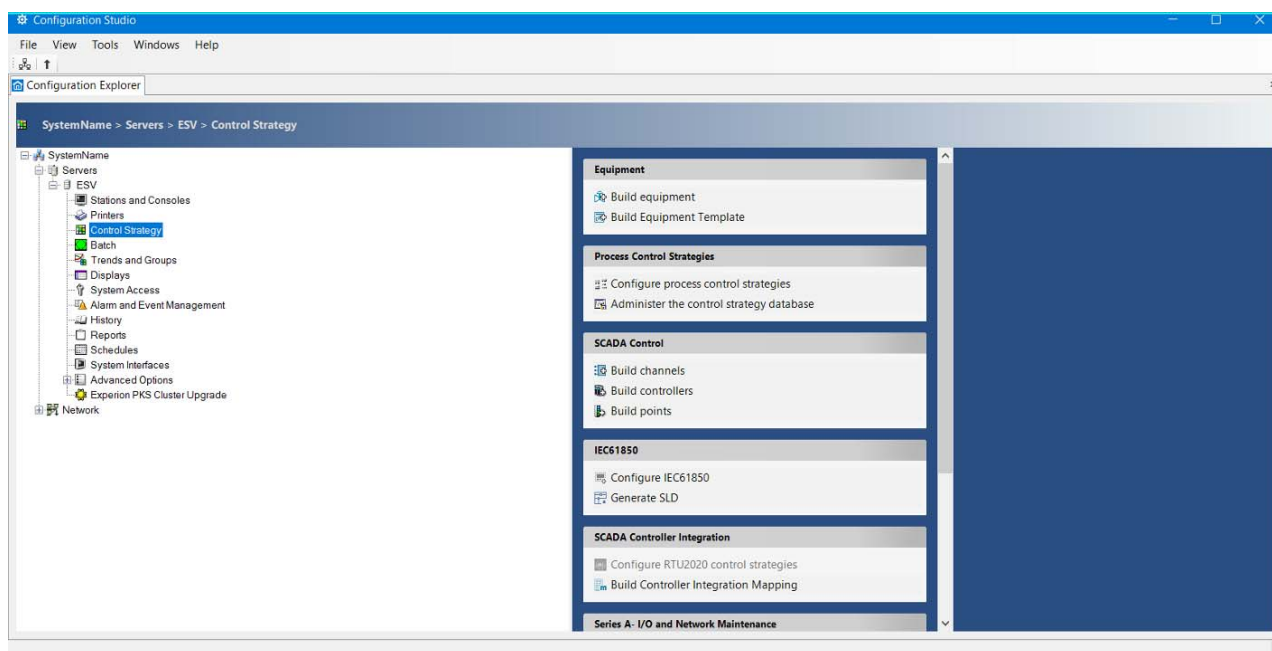 Configuration Studio
File View Tools Windows Help
Configuration Explorer
SystemName > Servers > ESV > Control Strategy
SystemName
Servers
ESV
Stations and Consoles
Printers
Control Strategy
Batch
Trends and Groups
Displays
System Access
Alarm and Event Management
History
Reports
Schedules
System Interfaces
Advanced Options
Experion PKS Cluster Upgrade
Network
Equipment
Build equipment
Build Equipment Template
Process Control Strategies
Configure process control strategies
Administer the control strategy database
SCADA Control
Build channels
Build controllers
Build points
IEC61850
Configure IEC61850
Generate SLD
SCADA Controller Integration
Configure RTU2020 control strategies
Build Controller Integration Mapping
Series A- I/O and Network Maintenance